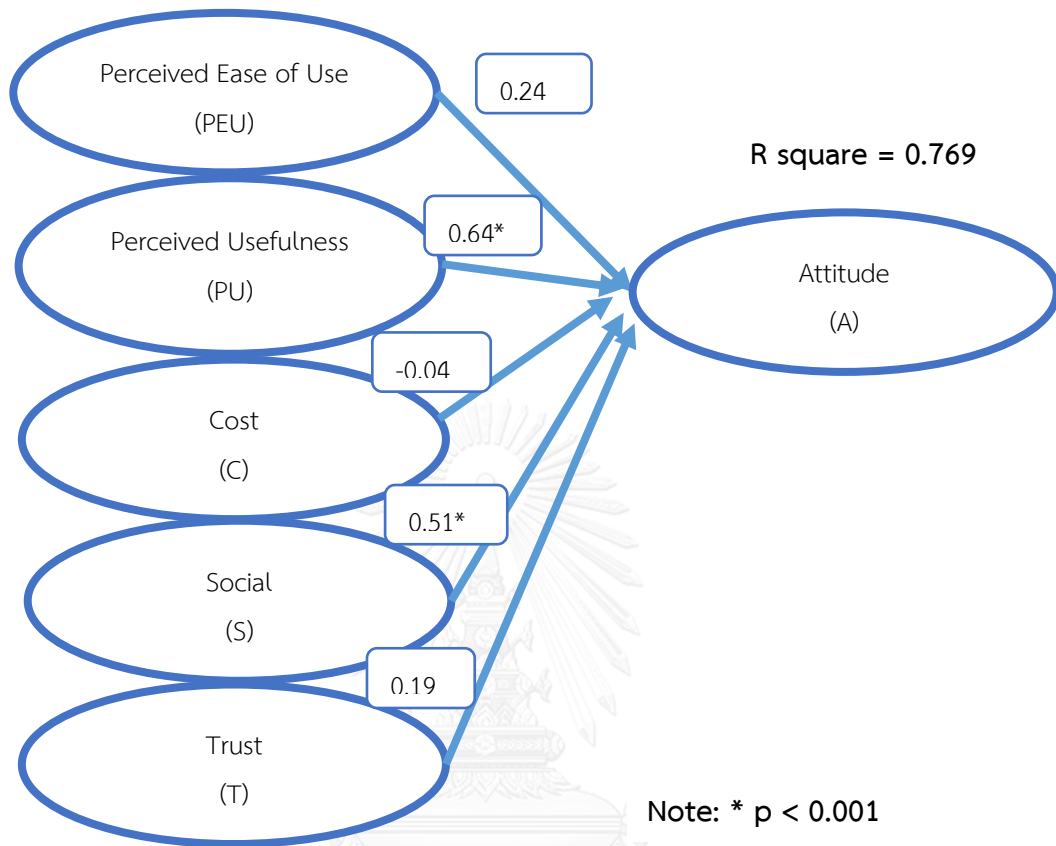 Perceived Ease of Use
(PEU)
0.24
R square = 0.769
Perceived Usefulness
(PU)
0.64*
Attitude
(A)
-0.04
Cost
(C)
0.51*
Social
(S)
0.19
Trust
(T)
Note: * p < 0.001